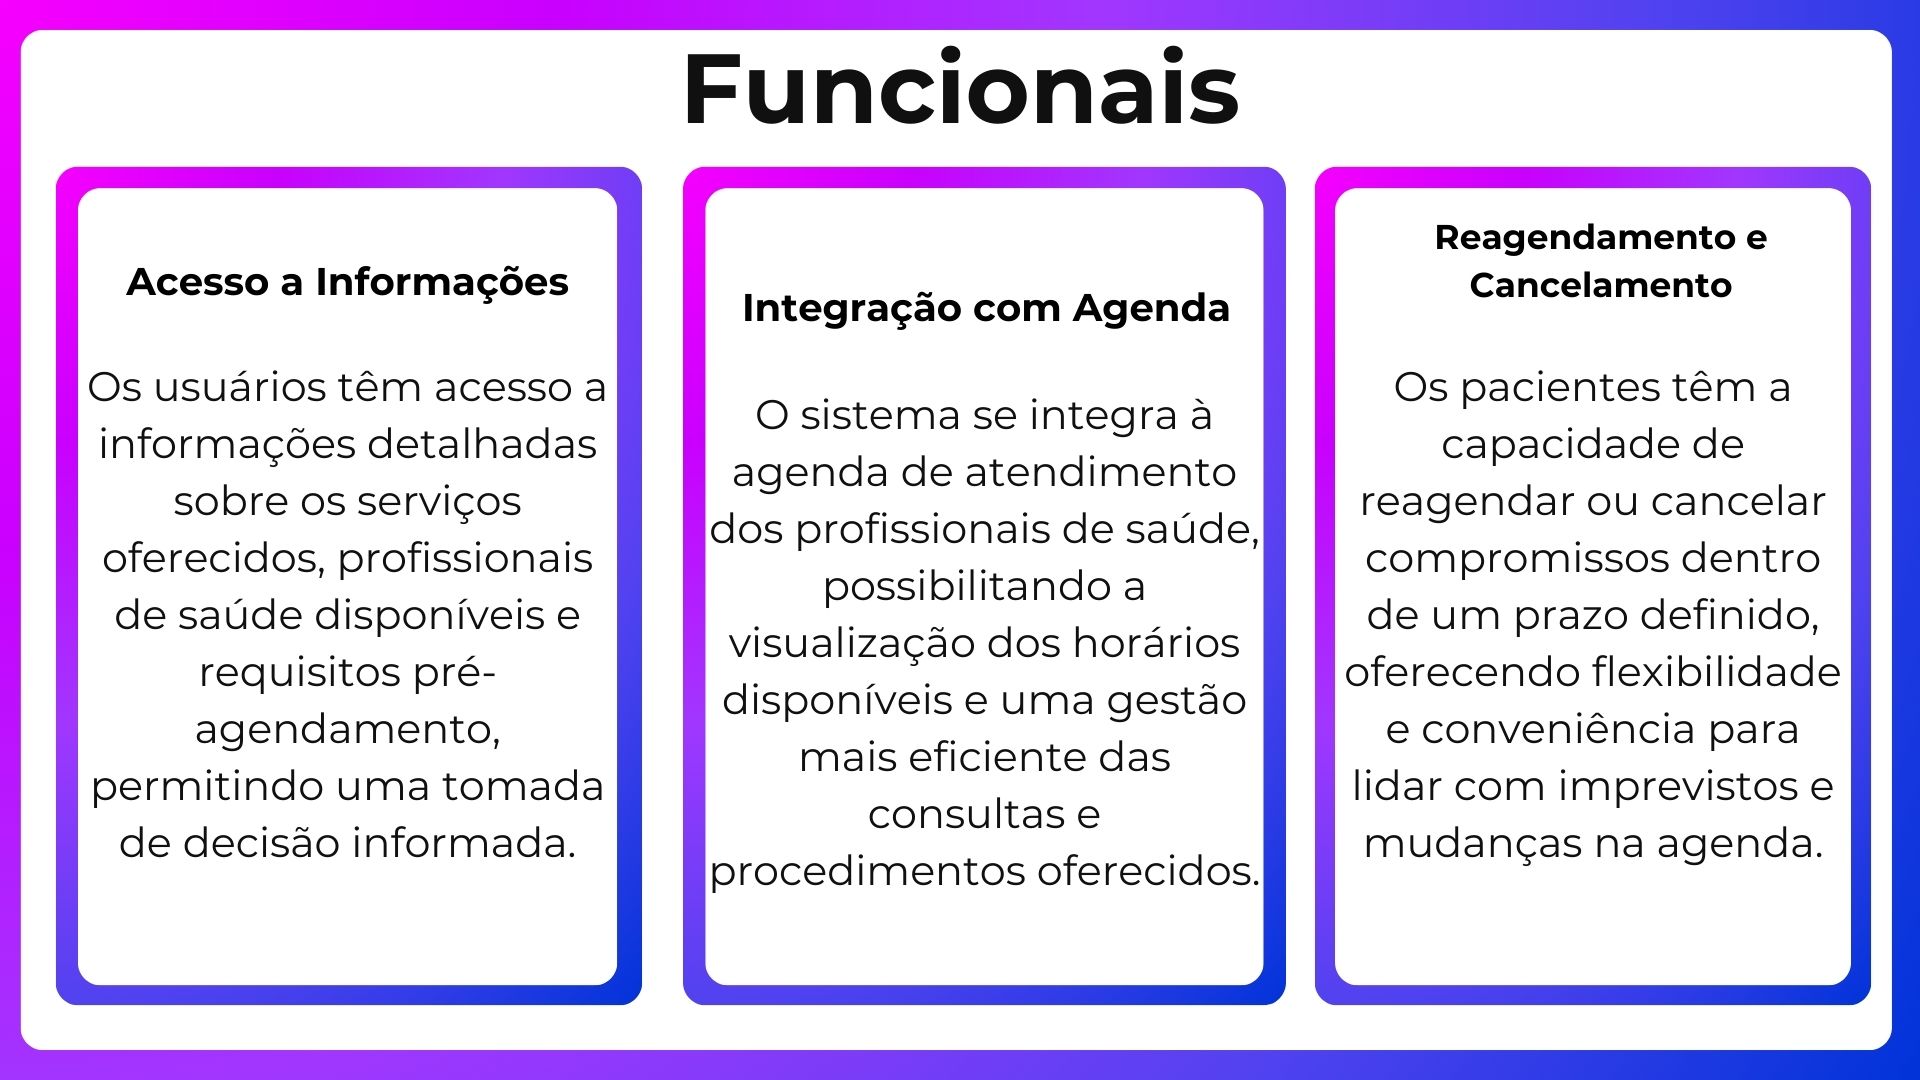 Funcionais
Acesso a Informações
Os usuários têm acesso a
informações detalhadas
sobre os serviços
oferecidos, profissionais
de saúde disponíveis e
requisitos pré-
agendamento,
permitindo uma tomada
de decisão informada.
Integração com Agenda
O sistema se integra à
agenda de atendimento
dos profissionais de saúde,
possibilitando a
visualização dos horários
disponíveis e uma gestão
mais eficiente das
consultas e
procedimentos oferecidos.
Reagendamento e
Cancelamento
Os pacientes têm a
capacidade de
reagendar ou cancelar
compromissos dentro
de um prazo definido,
oferecendo flexibilidade
e conveniência para
lidar com imprevistos e
mudanças na agenda.